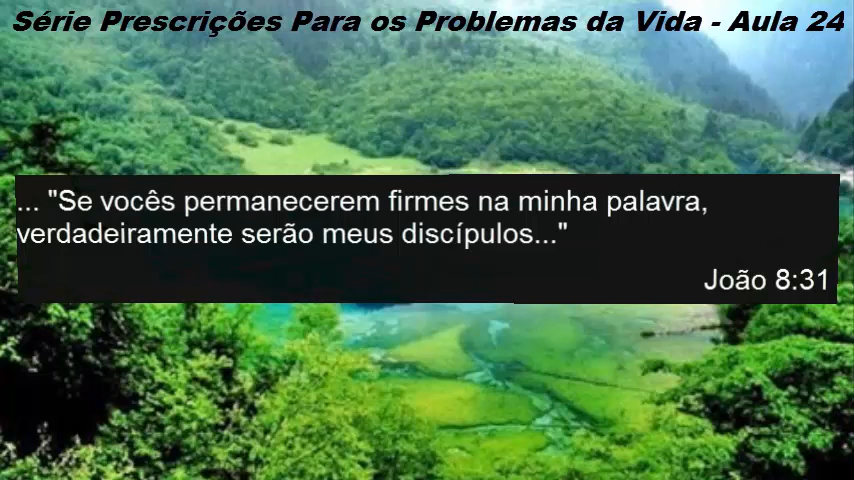 Série Prescrições Para os Problemas da Vida - Aula 24
... "Se vocês permanecerem firmes na minha palavra,
verdadeiramente serão meus discípulos..."
João 8:31